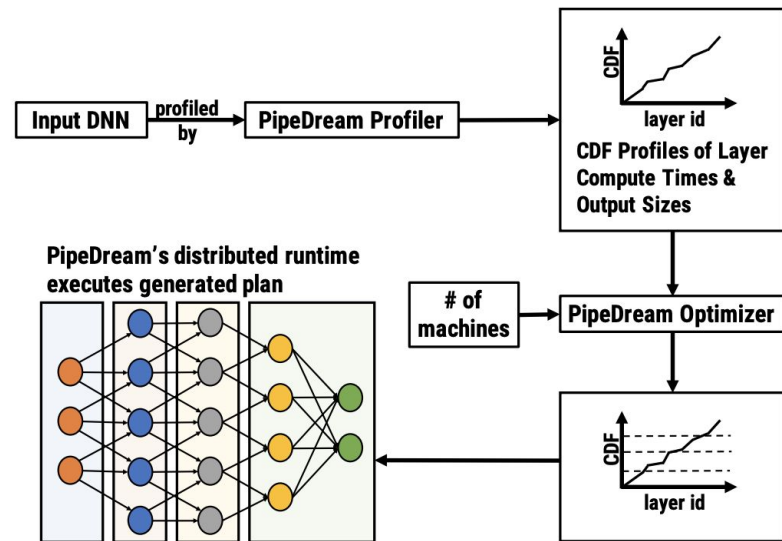 Input DNN
profiled
by
PipeDream Profiler
CDF
layer id
CDF Profiles of Layer
Compute Times &
Output Sizes
PipeDream's distributed runtime
executes generated plan
# of
machines
PipeDream Optimizer
CDF
layer id